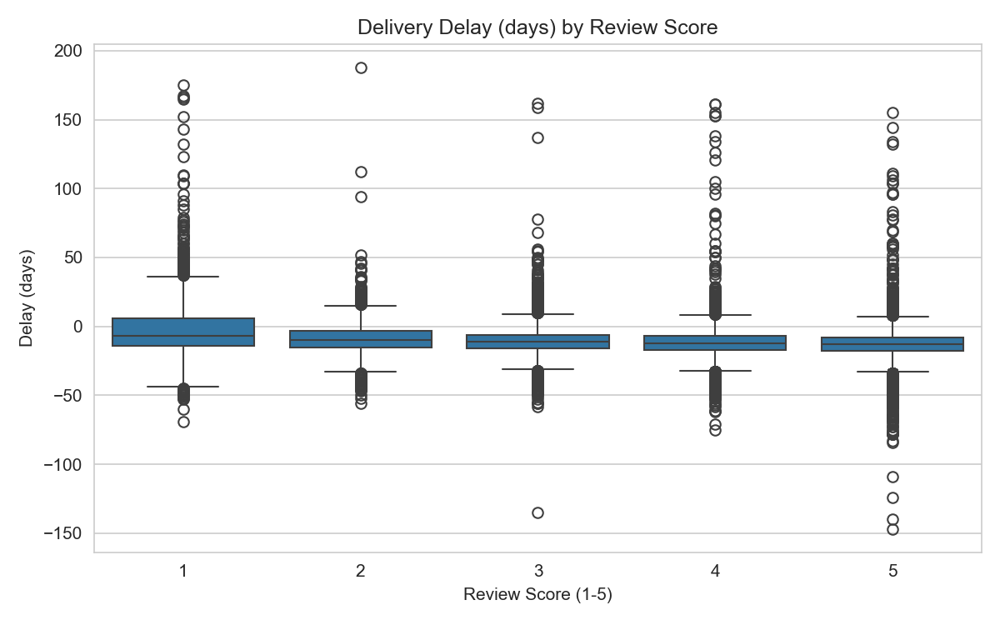 Delivery Delay (days) by Review Score
200
150
100
50
0
−50
−100
−150
Delay (days)
1 2 3 4 5
Review Score (1-5)